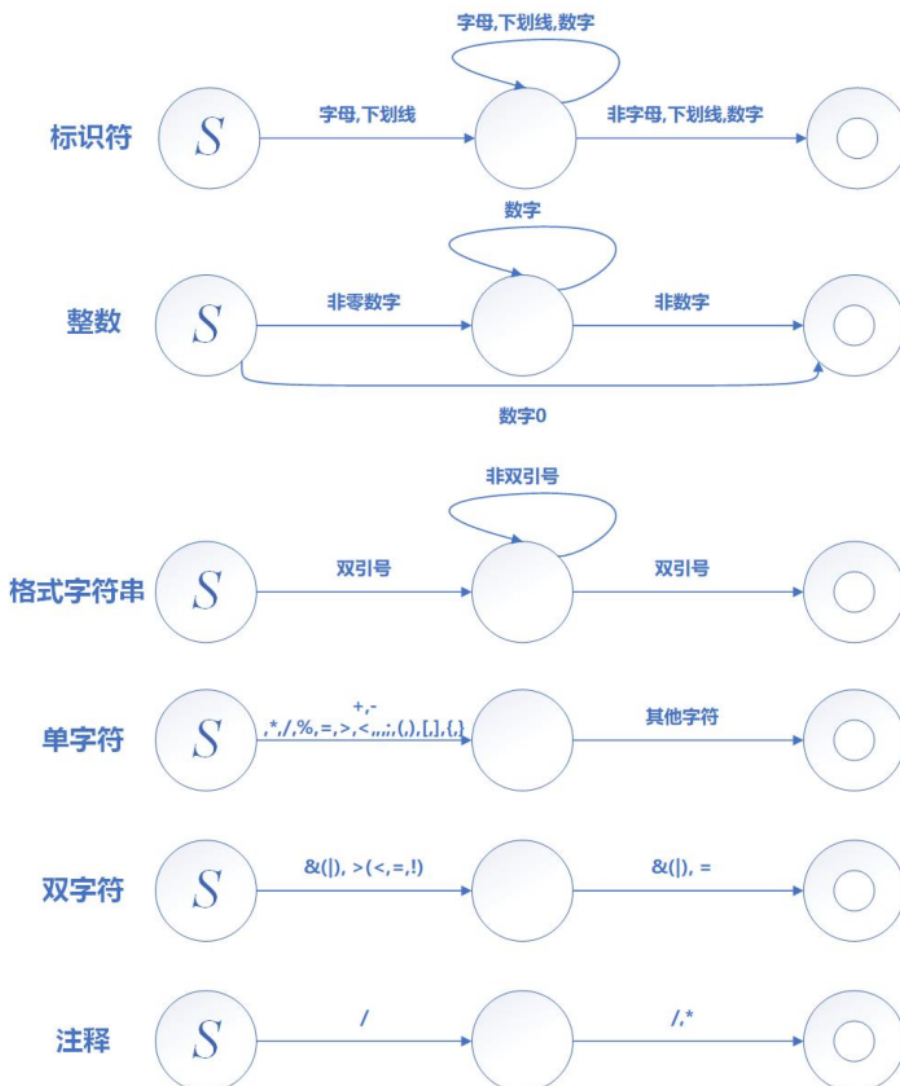 字母,下划线,数字
标识符
S
字母,下划线
非字母,下划线,数字
数字
整数
S
非零数字
非数字
数字0
非双引号
格式字符串
S
双引号
双引号
单字符
S
+,-
,*,/,%,=,>,<,,,;,(,),[,],{,}
其他字符
双字符
S
&(|), >(<,=,!)
&(|), =
注释
S
/
/,*